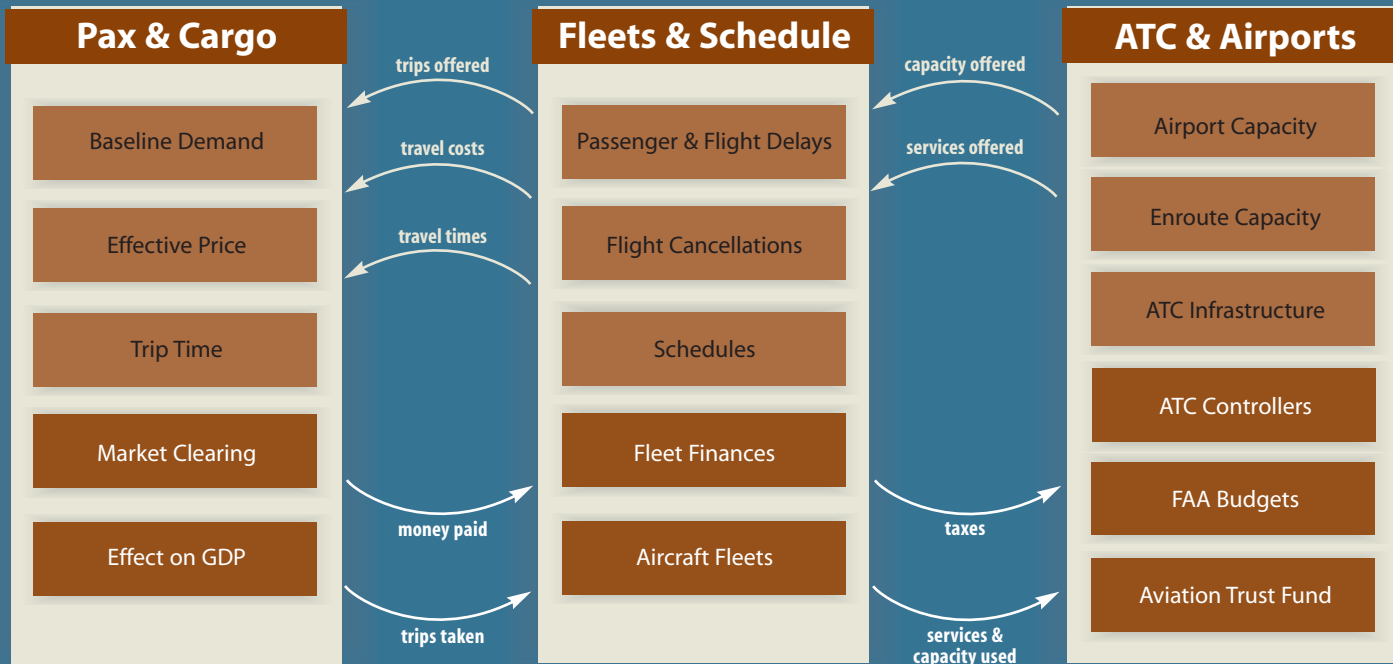 Pax & Cargo
Baseline Demand
Effective Price
Trip Time
Market Clearing
Effect on GDP
trips offered
travel costs
travel times
money paid
trips taken
Fleets & Schedule
Passenger & Flight Delays
Flight Cancellations
Schedules
Fleet Finances
Aircraft Fleets
capacity offered
services offered
taxes
services &
capacity used
ATC & Airports
Airport Capacity
Enroute Capacity
ATC Infrastructure
ATC Controllers
FAA Budgets
Aviation Trust Fund